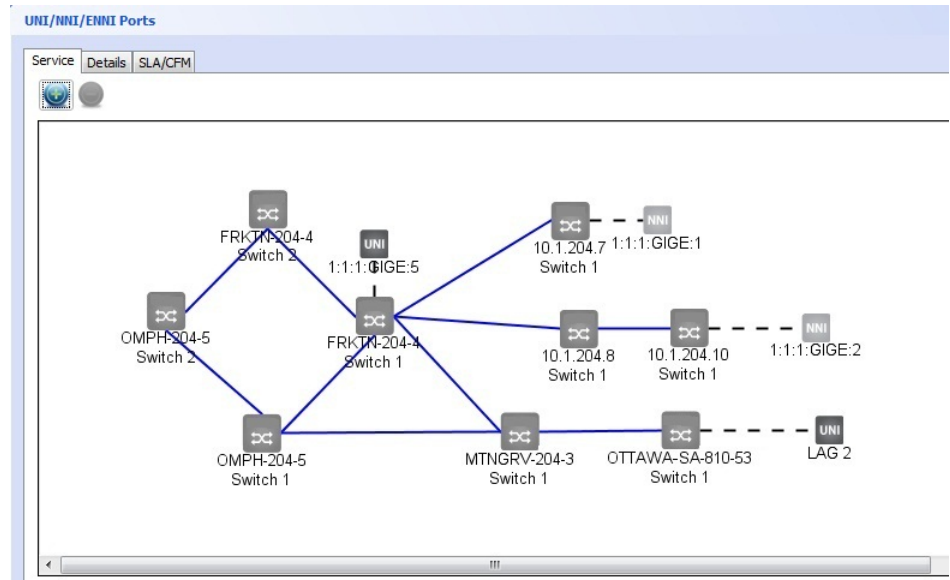 UNI/NNI/ENNI Ports
Service
Details
SLA/CFM
FRKTN-204-4
Switch 2
UNI
1:1:1:GIGE:5
NNI
1:1:1:GIGE:1
10.1.204.7
Switch 1
OMPH-204-5
Switch 2
FRKTN-204-4
Switch 1
10.1.204.8
Switch 1
10.1.204.10
Switch 1
NNI
1:1:1:GIGE:2
OMPH-204-5
Switch 1
MTNGRV-204-3
Switch 1
OTTAWA-SA-810-53
Switch 1
UNI
LAG 2